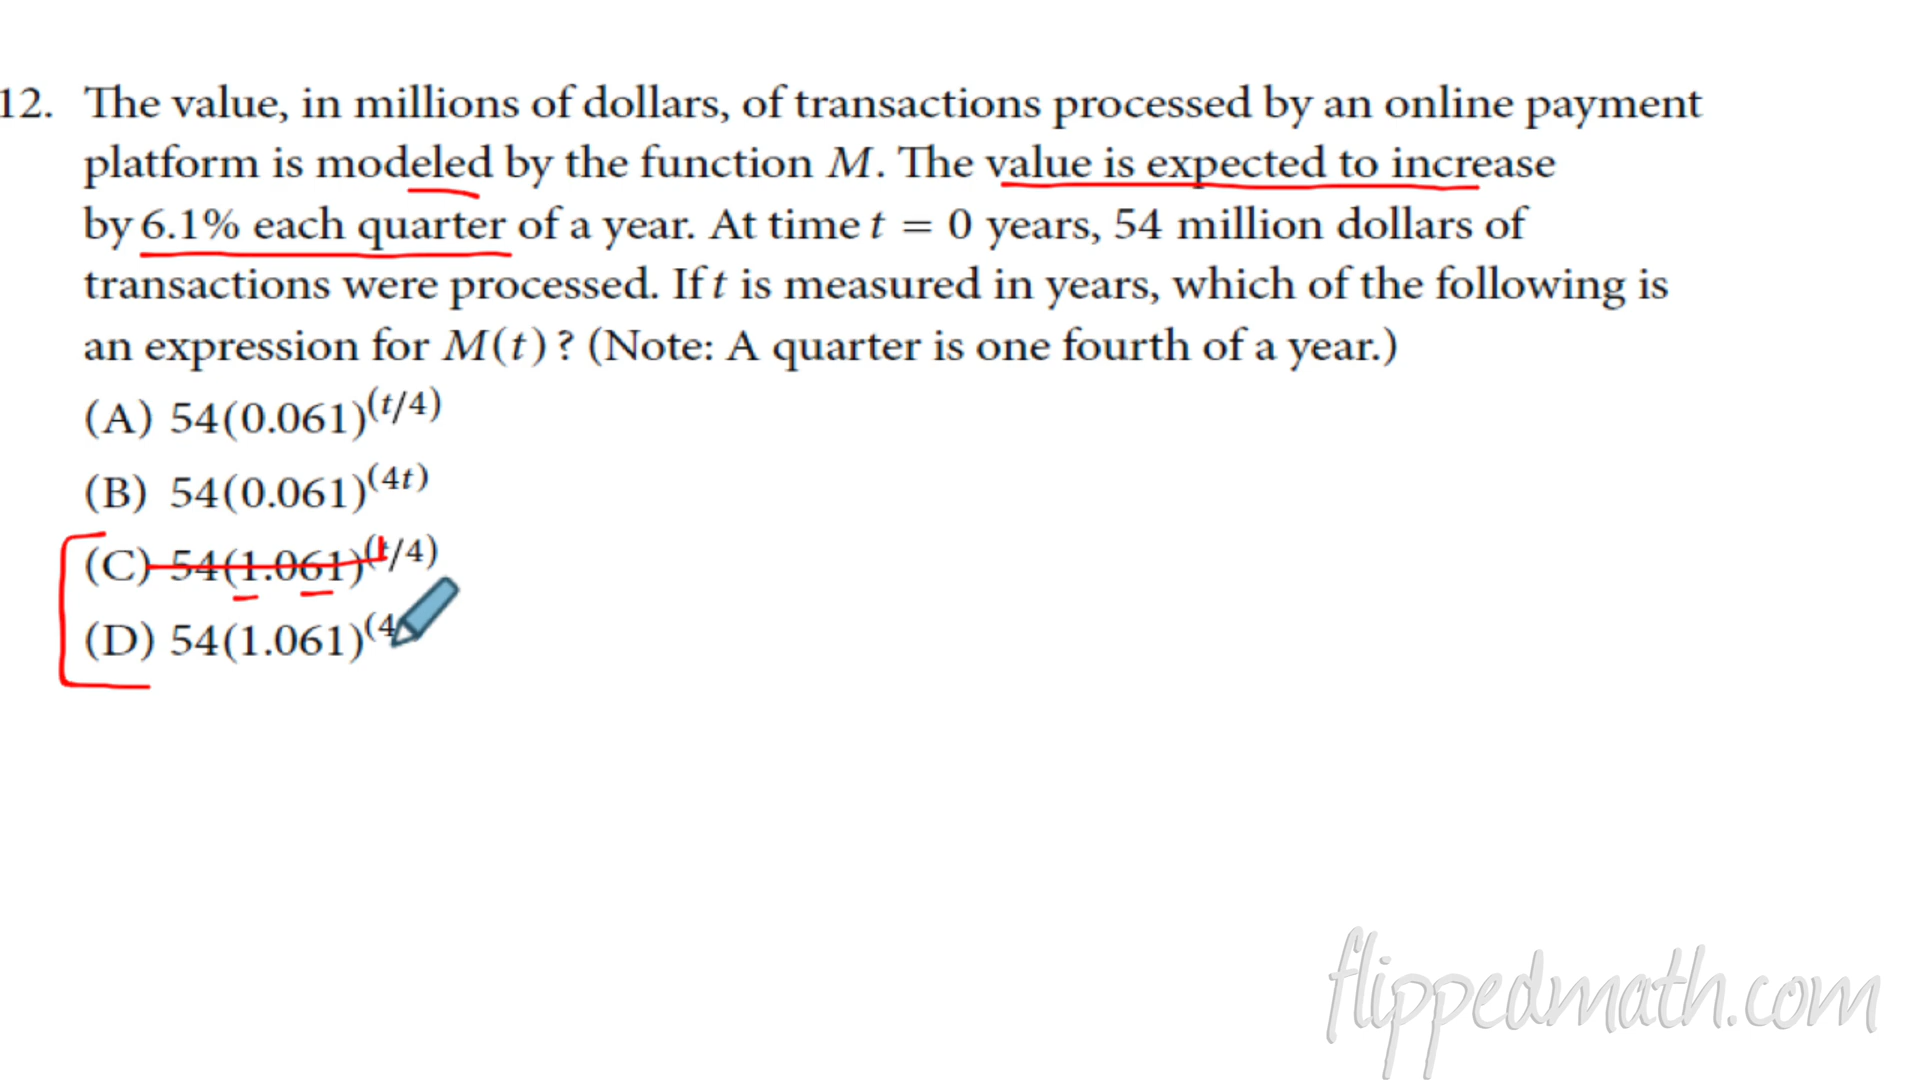 12. The value, in millions of dollars, of transactions processed by an online payment
platform is modeled by the function M. The value is expected to increase
by 6.1% each quarter of a year. At time t = 0 years, 54 million dollars of
transactions were processed. If t is measured in years, which of the following is
an expression for M(t)? (Note: A quarter is one fourth of a year.)
(A) 54(0.061)^(t/4)
(B) 54(0.061)^(4t)
(C) 54(1.061)^(t/4)
(D) 54(1.061)^(4
flippedmath.com